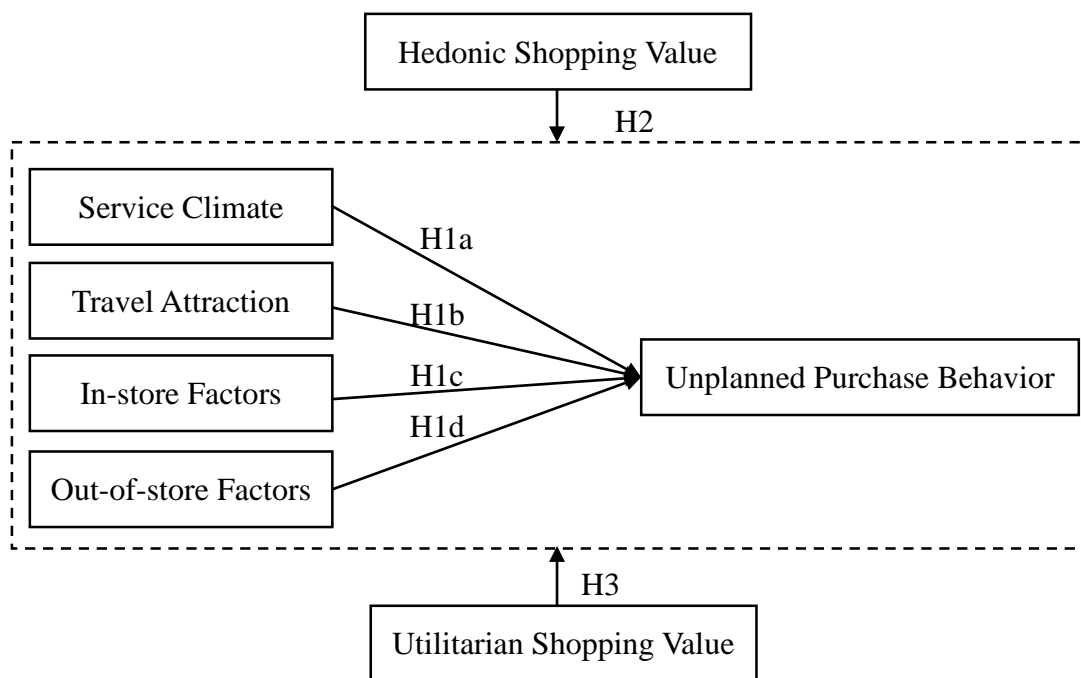 Hedonic Shopping Value
H2
Service Climate
H1a
Travel Attraction
H1b
In-store Factors
H1c
Unplanned Purchase Behavior
H1d
Out-of-store Factors
H3
Utilitarian Shopping Value